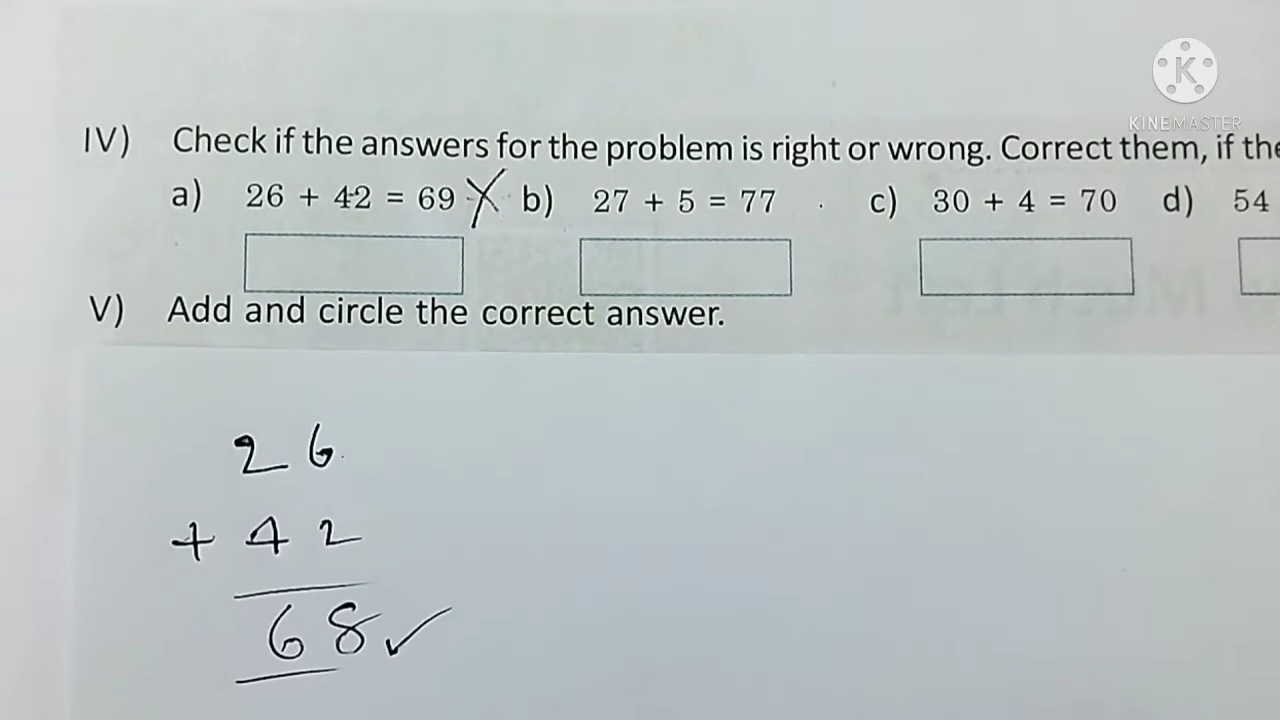 K
KINEMASTER
IV) Check if the answers for the problem is right or wrong. Correct them, if the
a) 26 + 42 = 69 X b) 27 + 5 = 77 c) 30 + 4 = 70 d) 54
V) Add and circle the correct answer.
26
+ 42
68 ✓